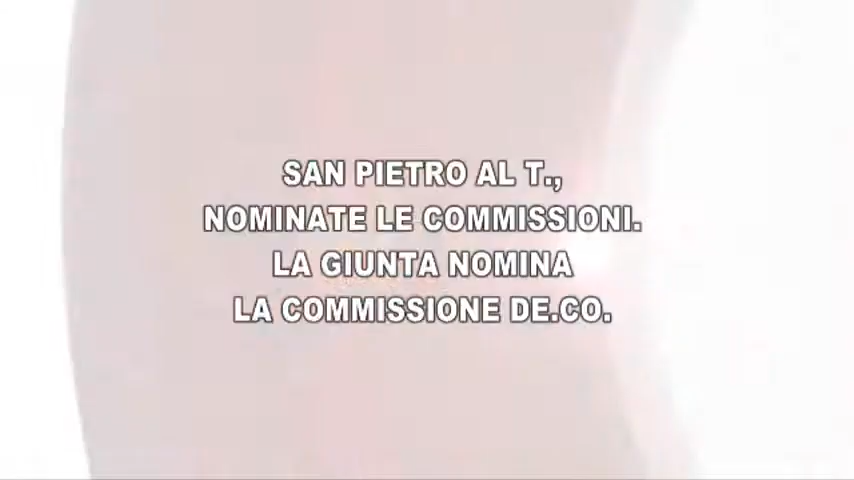 SAN PIETRO AL T.,
NOMINATE LE COMMISSIONI.
LA GIUNTA NOMINA
LA COMMISSIONE DE.CO.